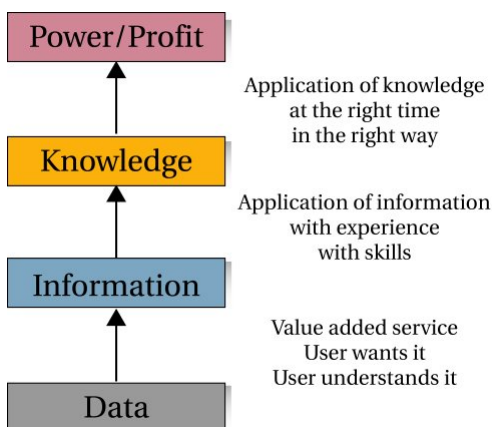 Power/Profit
Application of knowledge
at the right time
in the right way
Knowledge
Application of information
with experience
with skills
Information
Value added service
User wants it
User understands it
Data